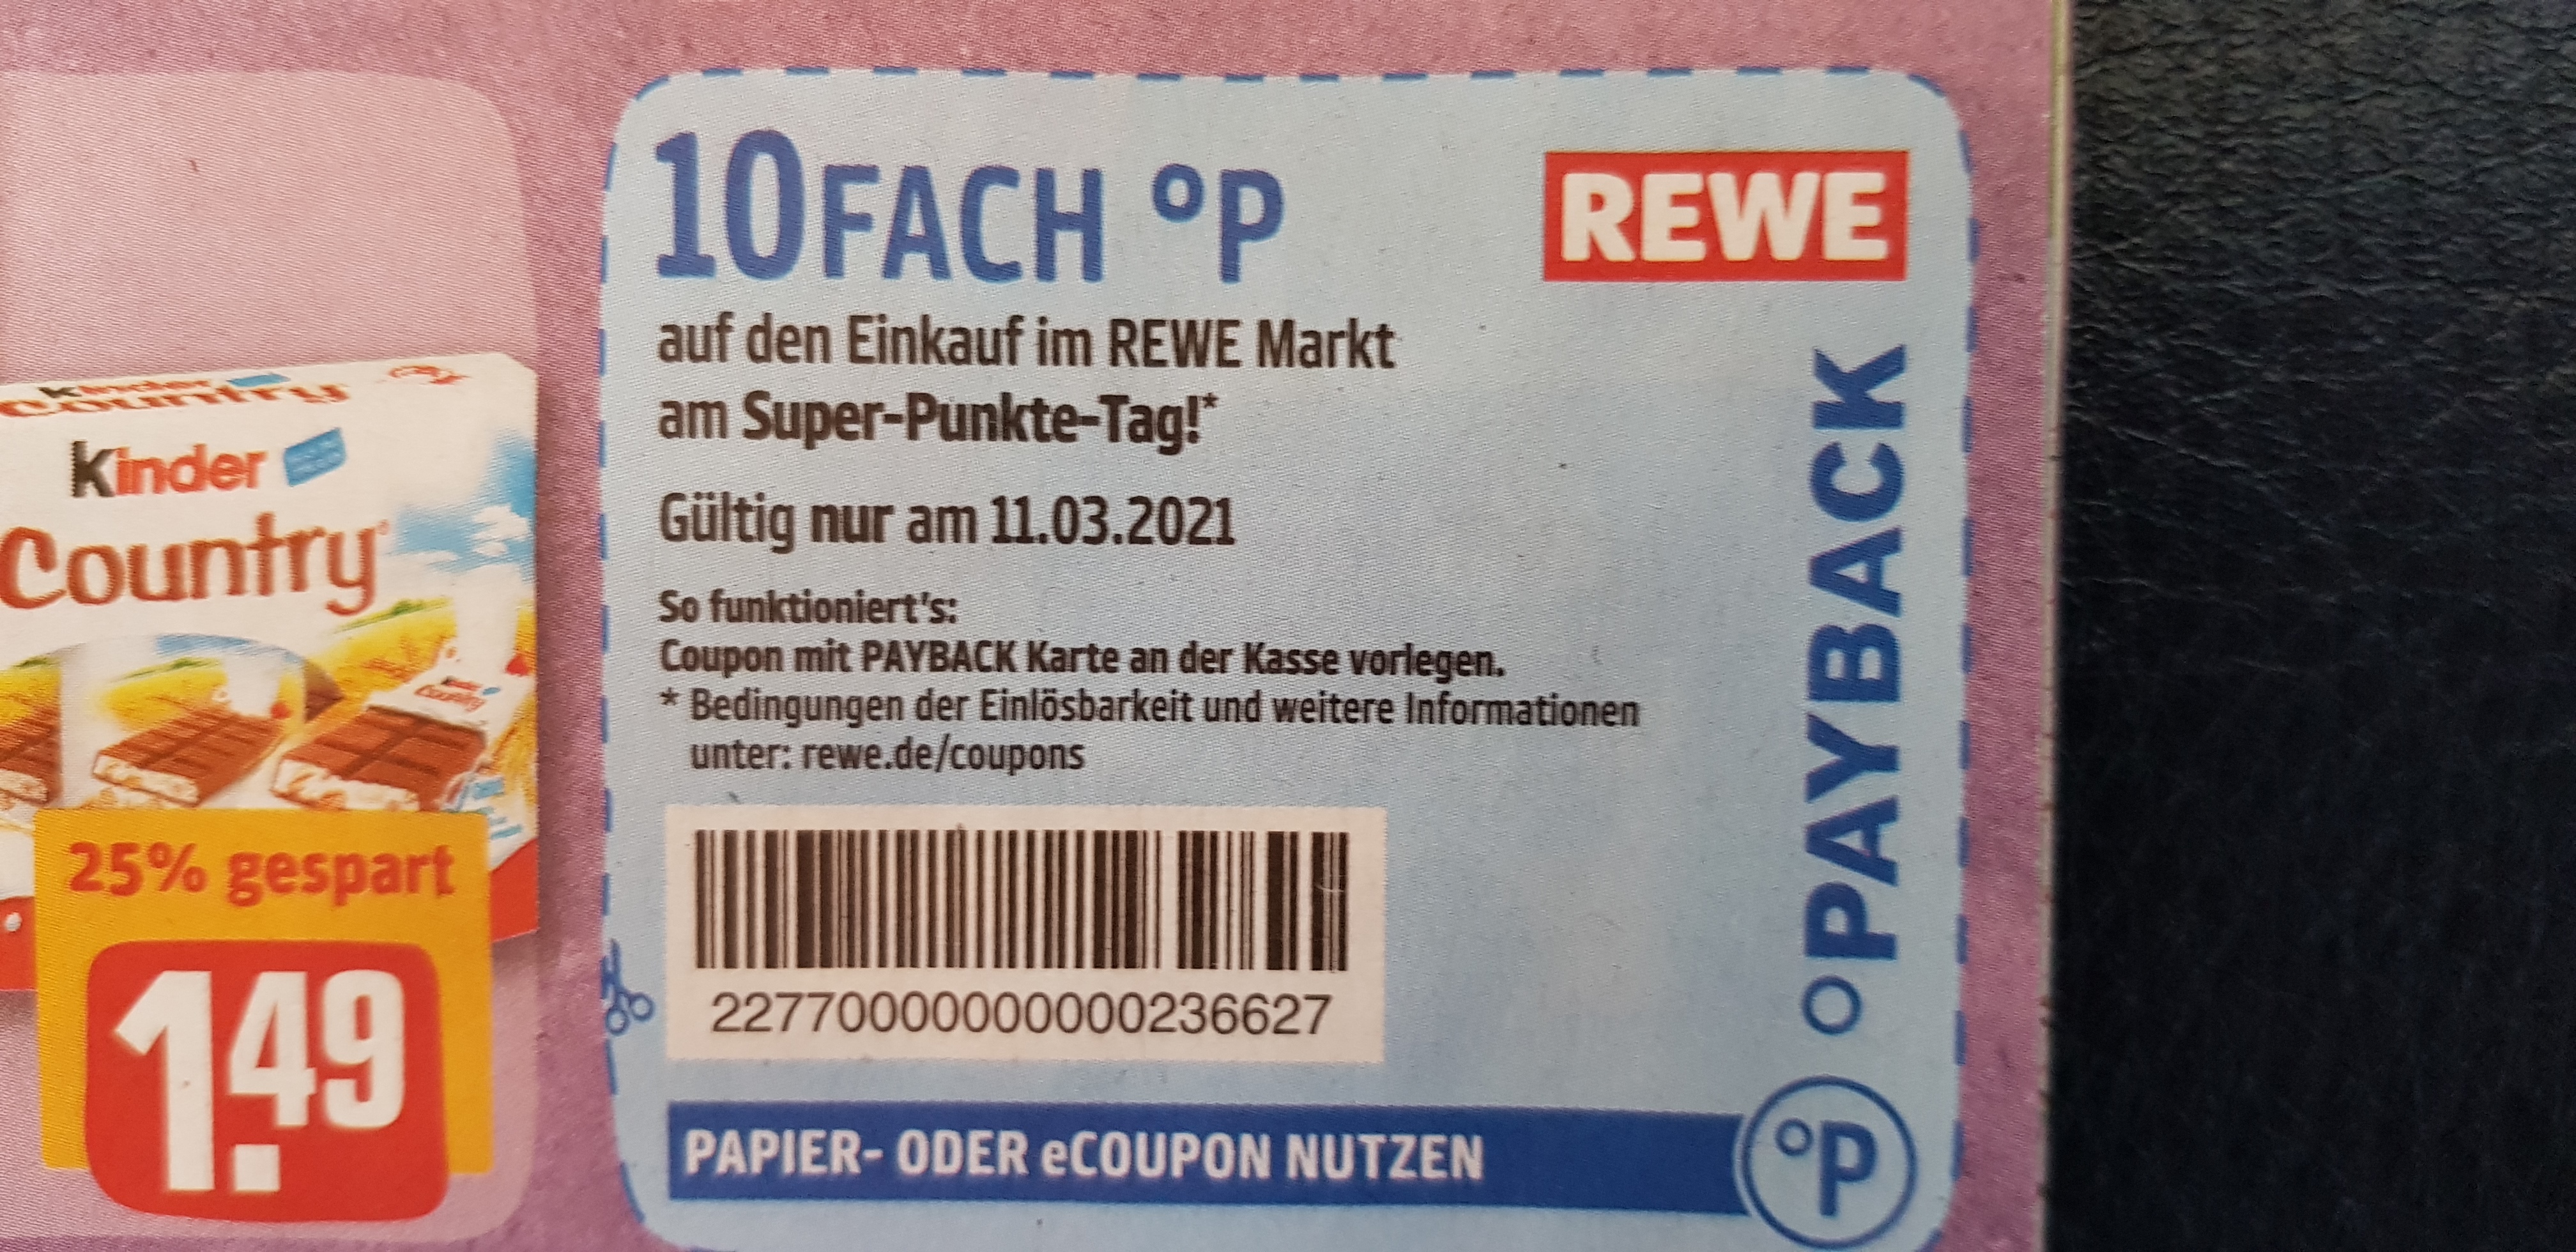 kinder
Country
kinder
Country
25% gespart
1.49
10FACH °P
REWE
auf den Einkauf im REWE Markt
am Super-Punkte-Tag!*
Gültig nur am 11.03.2021
So funktioniert's:
Coupon mit PAYBACK Karte an der Kasse vorlegen.
* Bedingungen der Einlösbarkeit und weitere Informationen
unter: rewe.de/coupons
PAPIER- ODER eCOUPON NUTZEN
°PAYBACK
°P